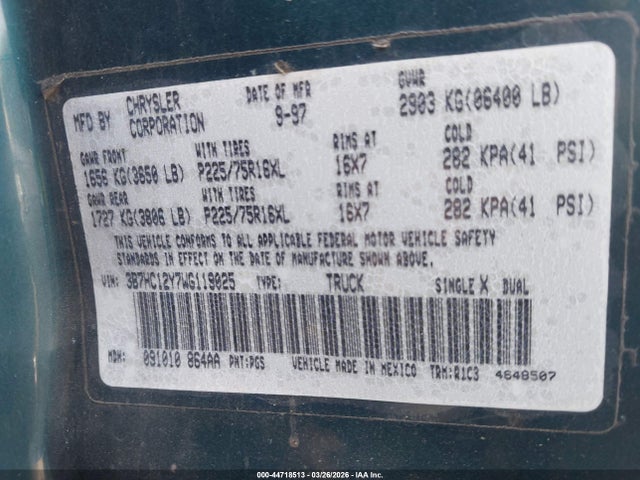 MFD BY CHRYSLER CORPORATION DATE OF MFR 9-97 GVWR 2903 KG(06400 LB)
GAWR FRONT WITH TIRES RIMS AT COLD
1656 KG(3650 LB) P225/75R16XL 16X7 282 KPA(41 PSI)
GAWR REAR WITH TIRES RIMS AT COLD
1727 KG(3806 LB) P225/75R16XL 16X7 282 KPA(41 PSI)
THIS VEHICLE CONFORMS TO ALL APPLICABLE FEDERAL MOTOR VEHICLE SAFETY
STANDARDS IN EFFECT ON THE DATE OF MANUFACTURE SHOWN ABOVE.
VIN: 3B7HC12Y7WG119025 TYPE: TRUCK SINGLE X DUAL
MDH: 091010 864AA PNT:PGS VEHICLE MADE IN MEXICO TRM:R1C3 4648507
000-44718513 | 03/26/2026 | IAA Inc.